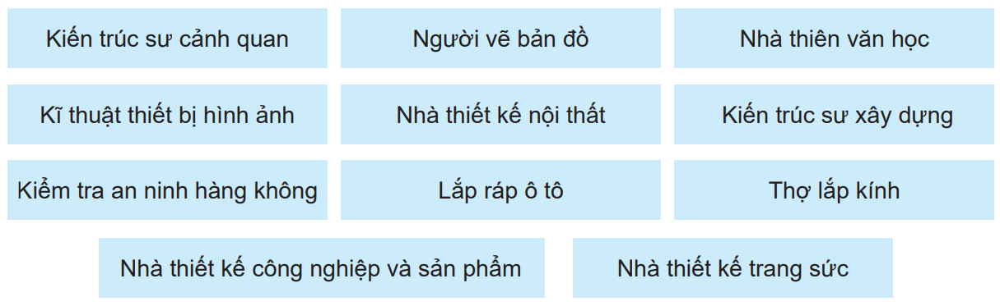 Kiến trúc sư cảnh quan
Người vẽ bản đồ
Nhà thiên văn học
Kĩ thuật thiết bị hình ảnh
Nhà thiết kế nội thất
Kiến trúc sư xây dựng
Kiểm tra an ninh hàng không
Lắp ráp ô tô
Thợ lắp kính
Nhà thiết kế công nghiệp và sản phẩm
Nhà thiết kế trang sức